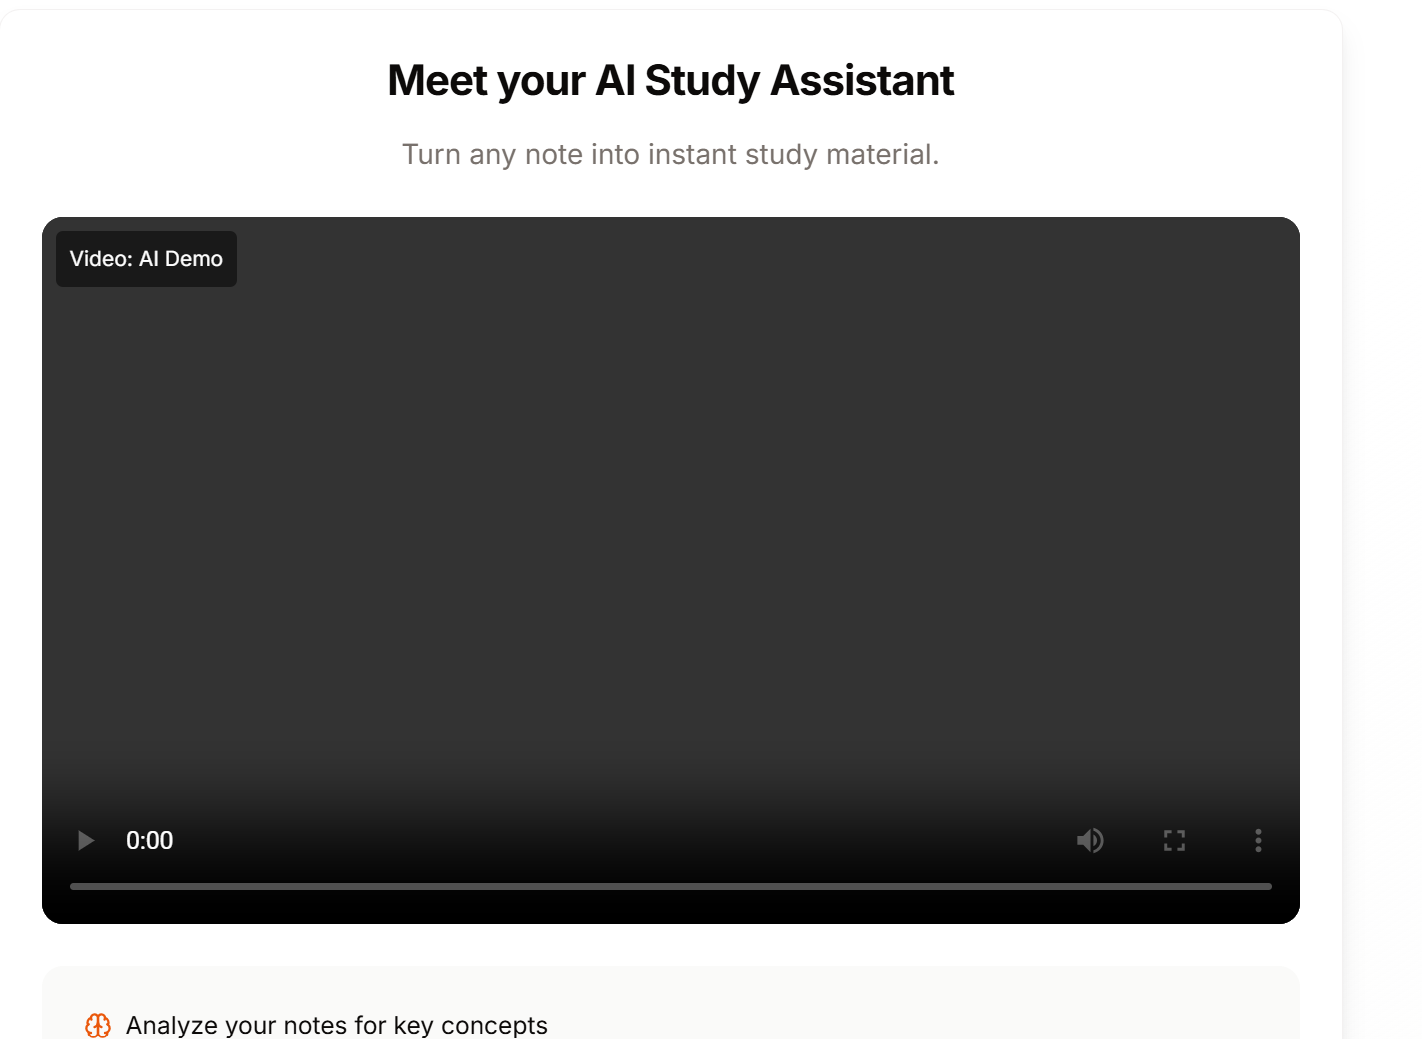 Meet your AI Study Assistant
Turn any note into instant study material.
Video: AI Demo
0:00
Analyze your notes for key concepts